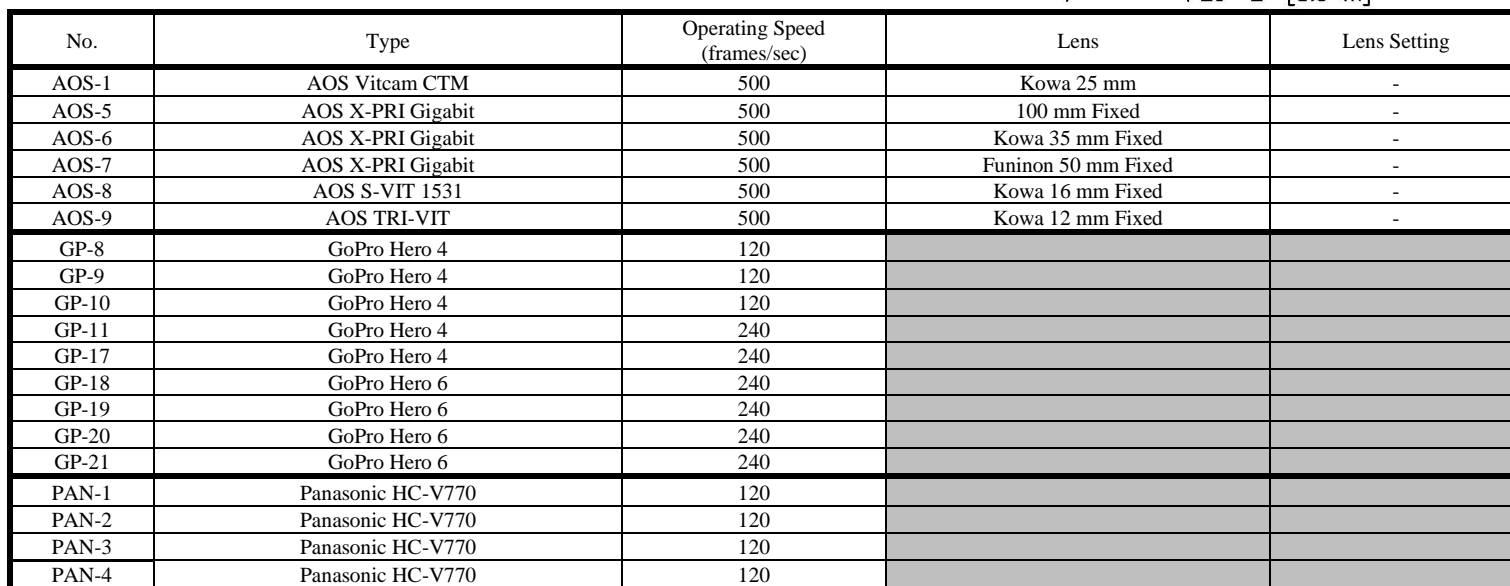 No. Type Operating Speed (frames/sec) Lens Lens Setting
AOS-1 AOS Vitcam CTM 500 Kowa 25 mm -
AOS-5 AOS X-PRI Gigabit 500 100 mm Fixed -
AOS-6 AOS X-PRI Gigabit 500 Kowa 35 mm Fixed -
AOS-7 AOS X-PRI Gigabit 500 Funinon 50 mm Fixed -
AOS-8 AOS S-VIT 1531 500 Kowa 16 mm Fixed -
AOS-9 AOS TRI-VIT 500 Kowa 12 mm Fixed -
GP-8 GoPro Hero 4 120
GP-9 GoPro Hero 4 120
GP-10 GoPro Hero 4 120
GP-11 GoPro Hero 4 240
GP-17 GoPro Hero 4 240
GP-18 GoPro Hero 6 240
GP-19 GoPro Hero 6 240
GP-20 GoPro Hero 6 240
GP-21 GoPro Hero 6 240
PAN-1 Panasonic HC-V770 120
PAN-2 Panasonic HC-V770 120
PAN-3 Panasonic HC-V770 120
PAN-4 Panasonic HC-V770 120